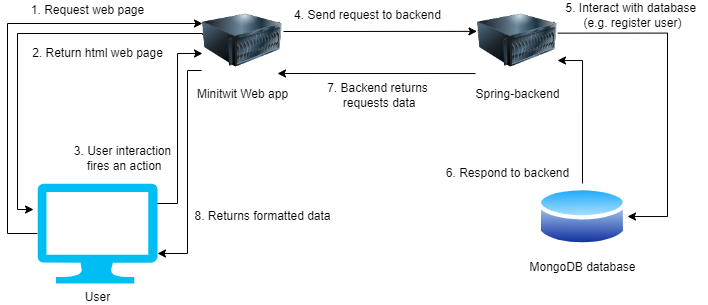 1. Request web page
2. Return html web page
3. User interaction
fires an action
4. Send request to backend
5. Interact with database
(e.g. register user)
Minitwit Web app
7. Backend returns
requests data
Spring-backend
6. Respond to backend
8. Returns formatted data
MongoDB database
User